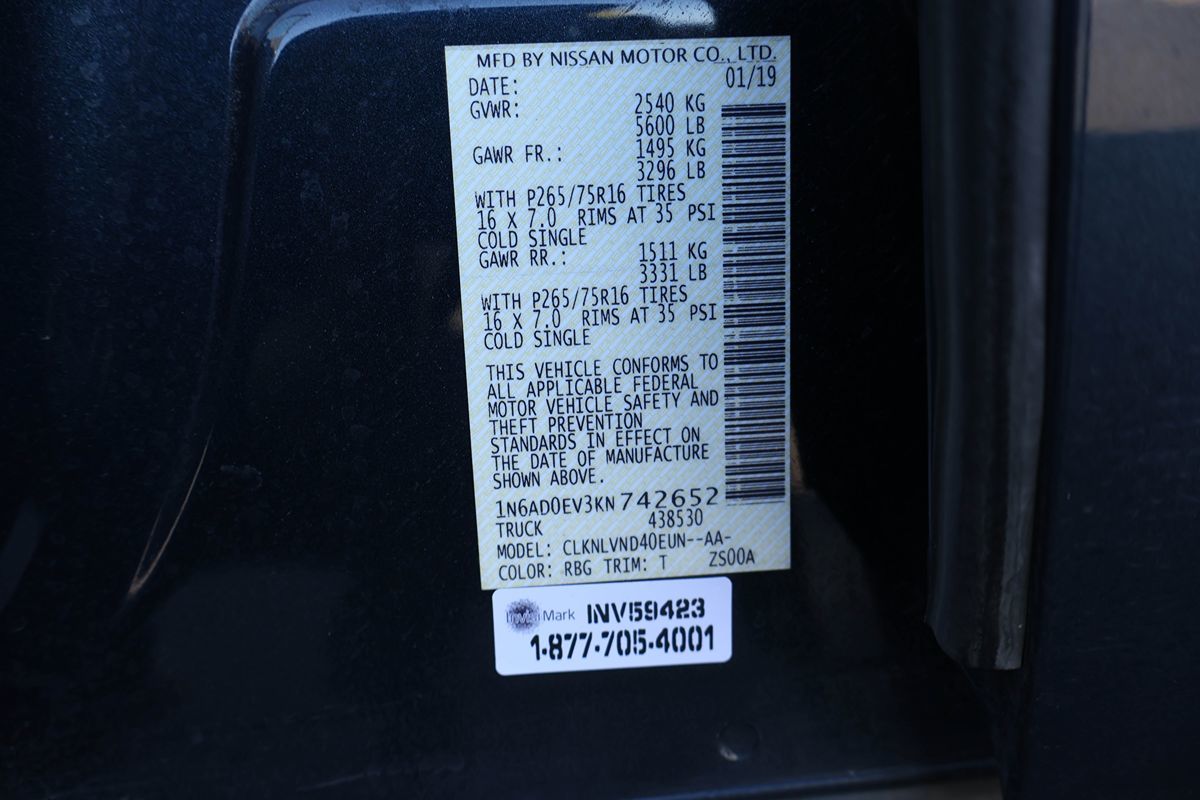 MFD BY NISSAN MOTOR CO., LTD.
DATE: 01/19
GVWR: 2540 KG
5600 LB
GAWR FR.: 1495 KG
3296 LB
WITH P265/75R16 TIRES
16 X 7.0 RIMS AT 35 PSI
COLD SINGLE
GAWR RR.: 1511 KG
3331 LB
WITH P265/75R16 TIRES
16 X 7.0 RIMS AT 35 PSI
COLD SINGLE
THIS VEHICLE CONFORMS TO
ALL APPLICABLE FEDERAL
MOTOR VEHICLE SAFETY AND
THEFT PREVENTION
STANDARDS IN EFFECT ON
THE DATE OF MANUFACTURE
SHOWN ABOVE.
1N6AD0EV3KN742652
TRUCK 438530
MODEL: CLKNLVND40EUN--AA-
COLOR: RBG TRIM: T ZS00A
Mark INV59423
1-877-705-4001